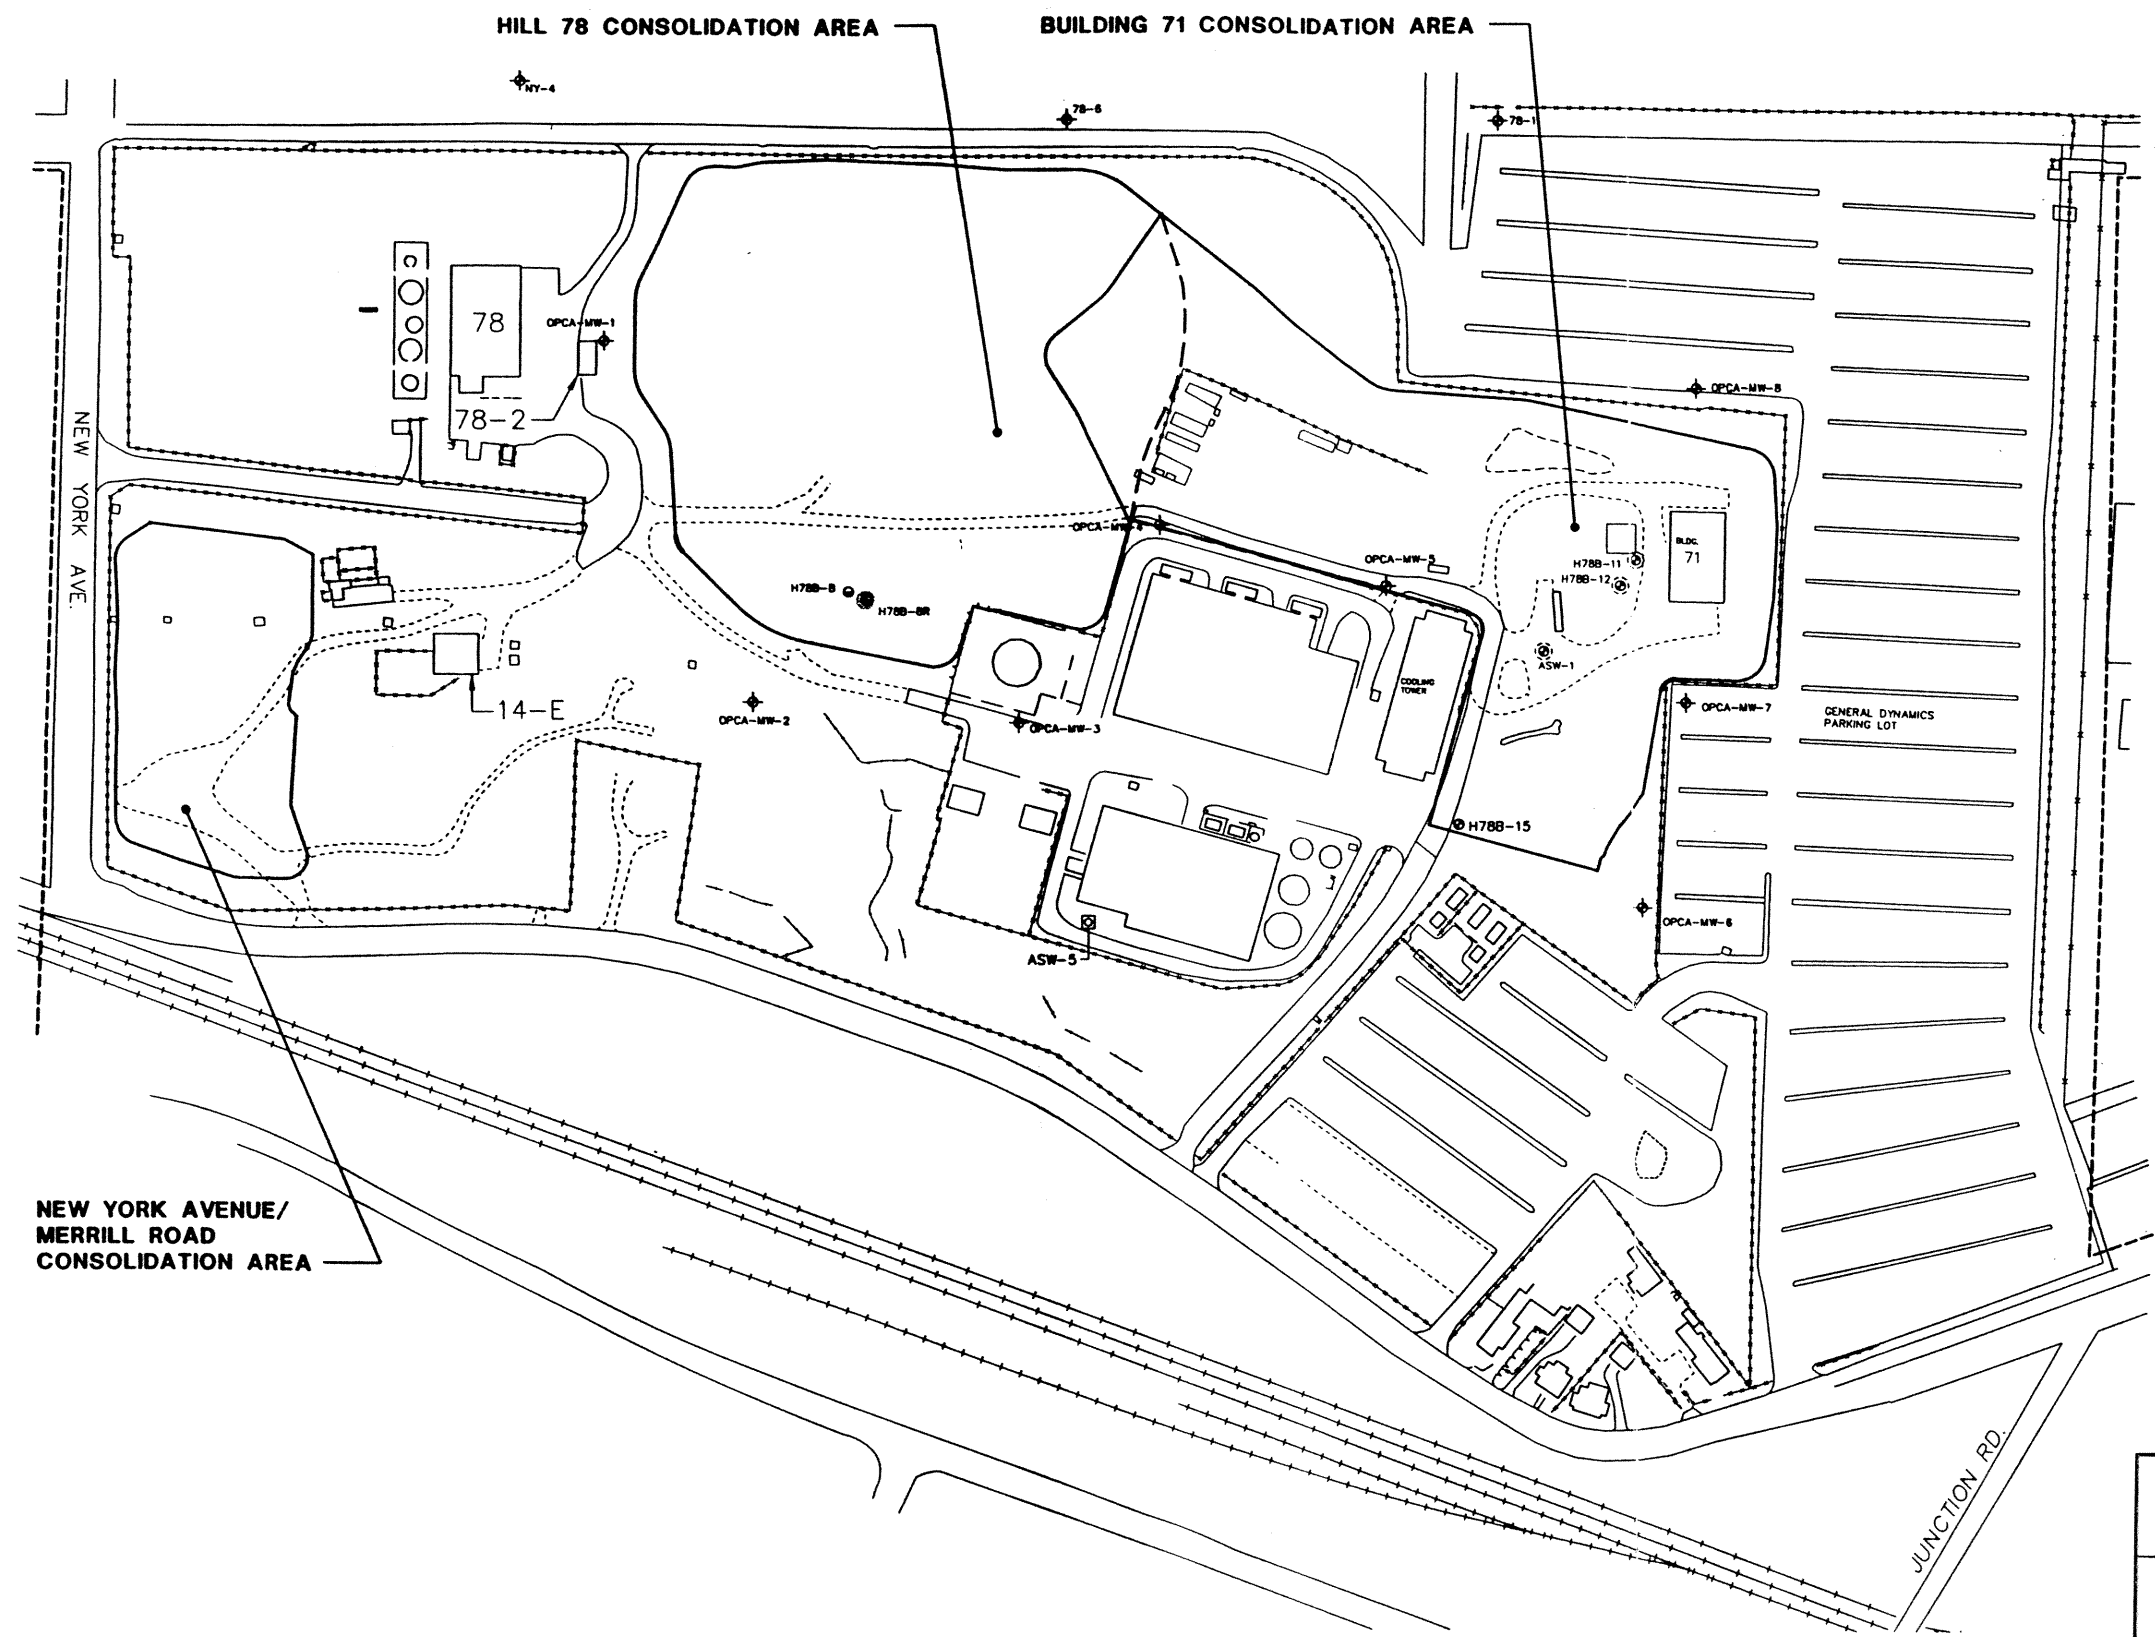 HILL 78 CONSOLIDATION AREA
BUILDING 71 CONSOLIDATION AREA
NY-4
78-6
78-1
78
OPCA-MW-1
78-2
OPCA-MW-8
NEW YORK AVE.
OPCA-MW-4
OPCA-MW-5
BLDG.
71
H78B-11
H78B-12
H78B-8
H78B-8R
ASW-1
COOLING
TOWER
14-E
OPCA-MW-2
OPCA-MW-3
OPCA-MW-7
GENERAL DYNAMICS
PARKING LOT
H78B-15
OPCA-MW-6
ASW-5
NEW YORK AVENUE/
MERRILL ROAD
CONSOLIDATION AREA
JUNCTION RD.